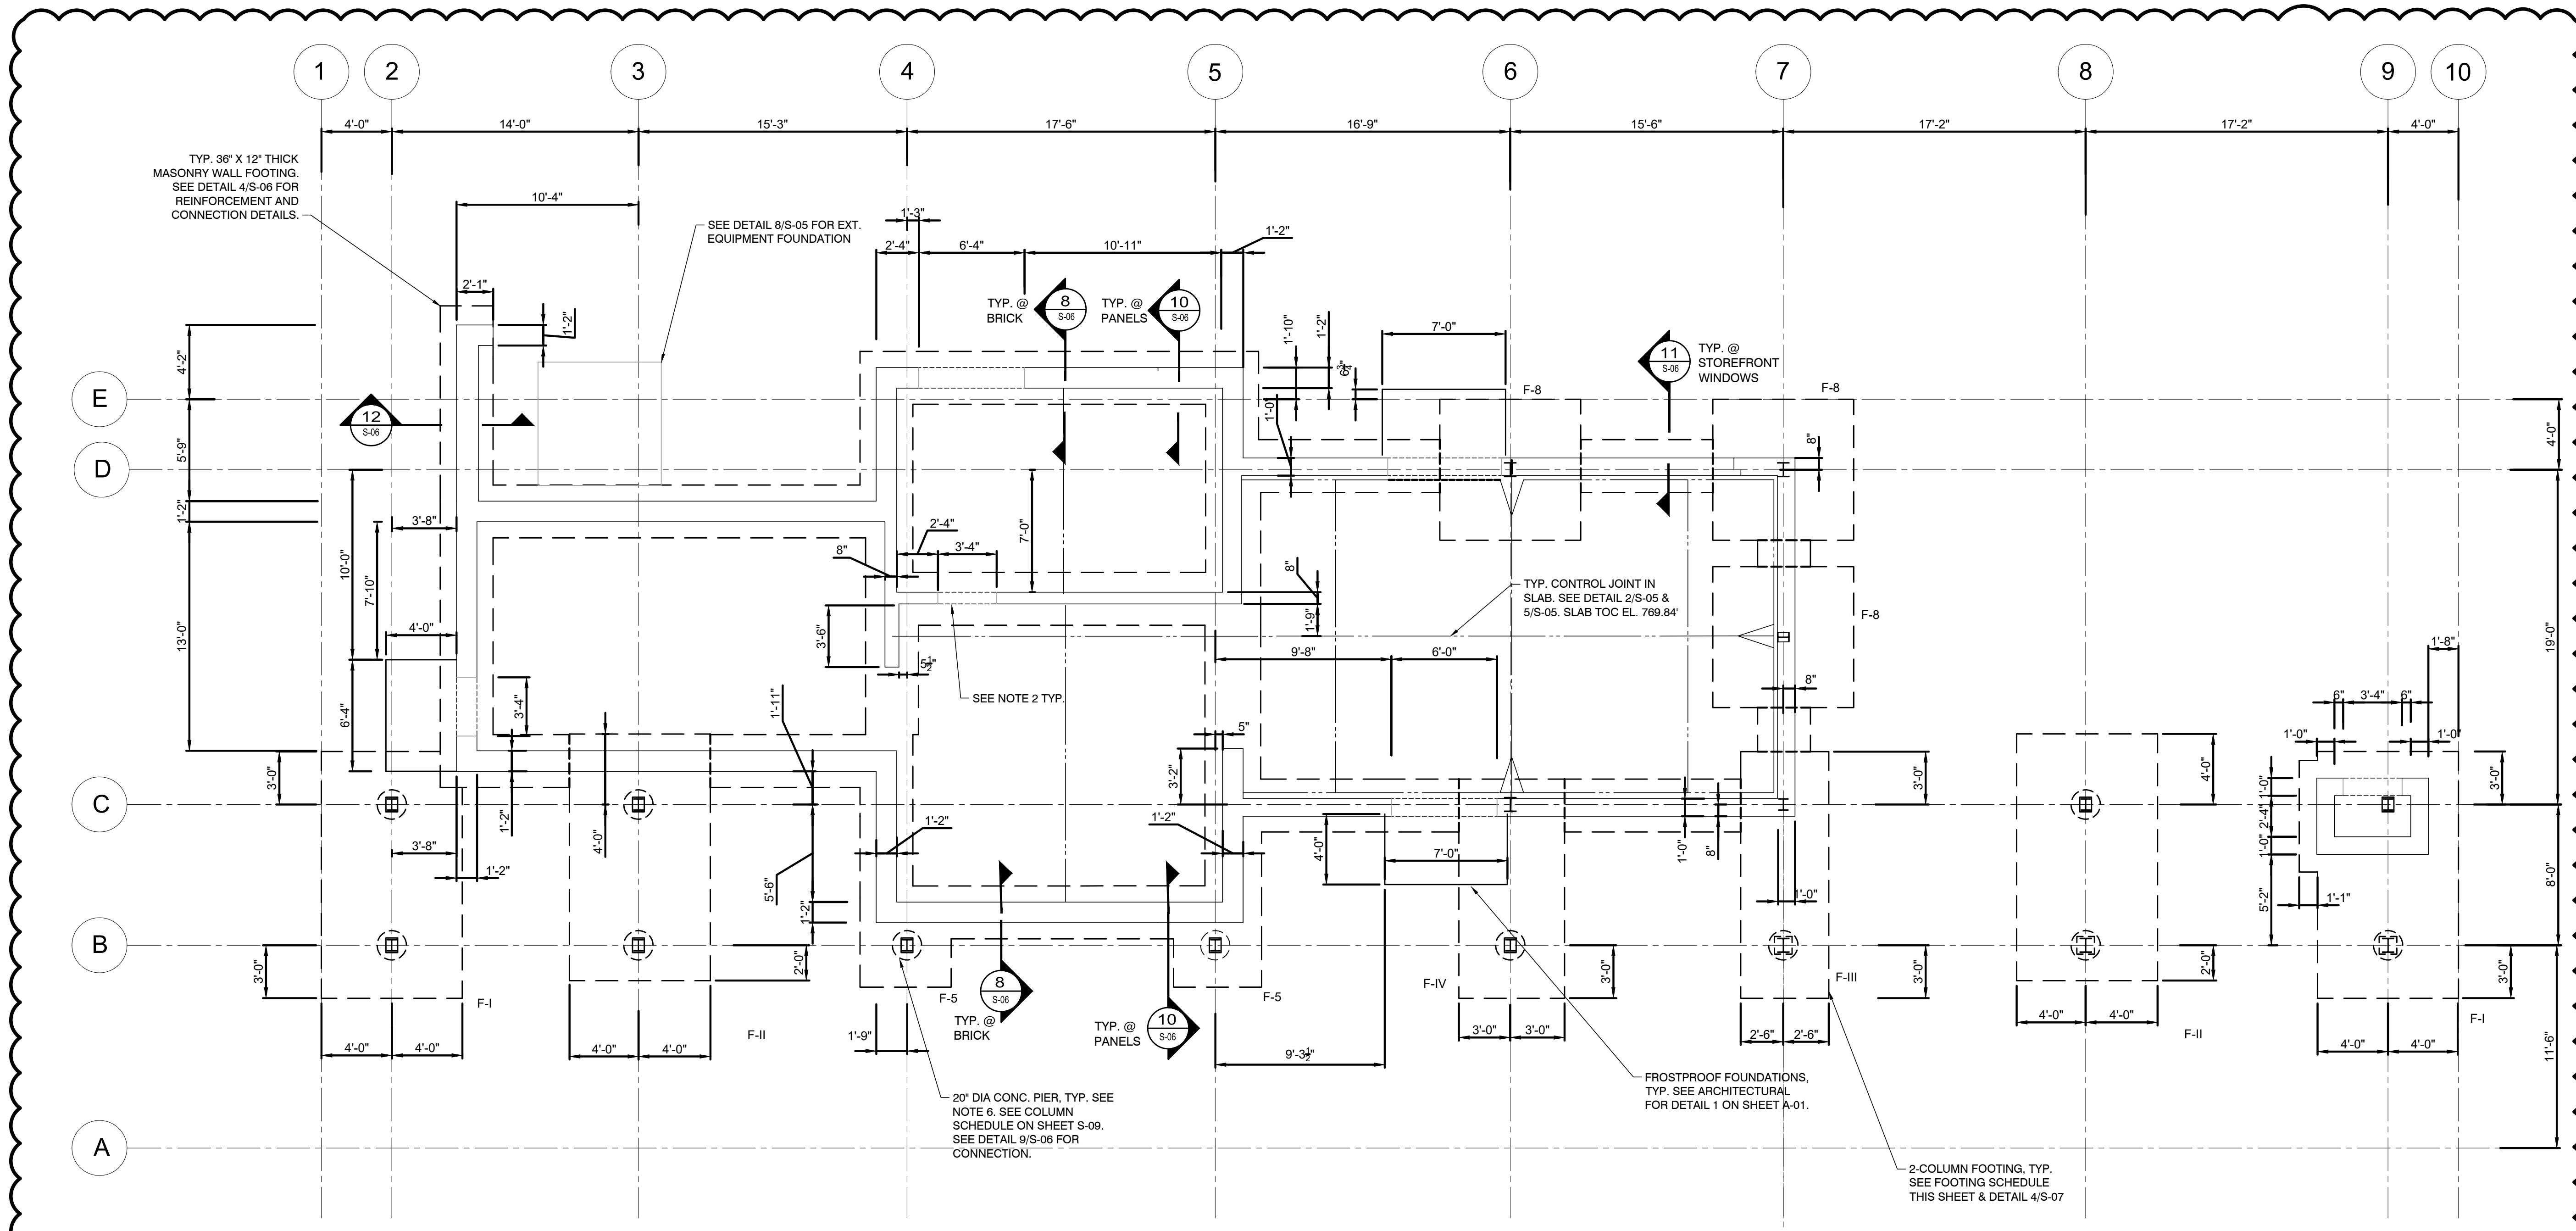 1
2
3
4
5
6
7
8
9
10
4'-0"
14'-0"
15'-3"
17'-6"
16'-9"
15'-6"
17'-2"
17'-2"
4'-0"
TYP. 36" X 12" THICK
MASONRY WALL FOOTING.
SEE DETAIL 4/S-06 FOR
REINFORCEMENT AND
CONNECTION DETAILS.
10'-4"
SEE DETAIL 8/S-05 FOR EXT.
EQUIPMENT FOUNDATION
1'-3"
2'-4"
6'-4"
10'-11"
1'-2"
2'-1"
1'-2"
TYP. @
BRICK
8
S-06
TYP. @
PANELS
10
S-06
1'-10"
1'-2"
6¾"
7'-0"
11
S-06
TYP. @
STOREFRONT
WINDOWS
4'-2"
E
F-8
F-8
12
S-06
1'-0"
8"
4'-0"
5'-9"
D
1'-2"
3'-8"
10'-0"
7'-10"
2'-4"
3'-4"
8"
7'-0"
8"
1'-9"
TYP. CONTROL JOINT IN
SLAB. SEE DETAIL 2/S-05 &
5/S-05. SLAB TOC EL. 769.84'
F-8
13'-0"
4'-0"
3'-6"
5½"
9'-8"
6'-0"
19'-0"
1'-8"
SEE NOTE 2 TYP.
6'-4"
3'-4"
1'-11"
8"
6"
3'-4"
6"
5"
1'-0"
1'-0"
3'-0"
3'-2"
3'-0"
4'-0"
1'-0"
3'-0"
C
1'-2"
4'-0"
2'-4"
1'-2"
1'-2"
3'-8"
1'-2"
4'-0"
7'-0"
1'-0"
8"
1'-0"
5'-6"
1'-2"
1'-0"
5'-2"
1'-1"
8'-0"
B
3'-0"
2'-0"
3'-0"
3'-0"
2'-0"
3'-0"
F-I
F-5
8
S-06
F-5
F-IV
F-III
F-I
TYP. @
BRICK
TYP. @
PANELS
10
S-06
4'-0"
4'-0"
4'-0"
4'-0"
F-II
1'-9"
9'-3½"
3'-0"
3'-0"
2'-6"
2'-6"
4'-0"
4'-0"
F-II
4'-0"
4'-0"
11'-6"
20" DIA CONC. PIER, TYP. SEE
NOTE 6. SEE COLUMN
SCHEDULE ON SHEET S-09.
SEE DETAIL 9/S-06 FOR
CONNECTION.
FROSTPROOF FOUNDATIONS,
TYP. SEE ARCHITECTURAL
FOR DETAIL 1 ON SHEET A-01.
A
2-COLUMN FOOTING, TYP.
SEE FOOTING SCHEDULE
THIS SHEET & DETAIL 4/S-07